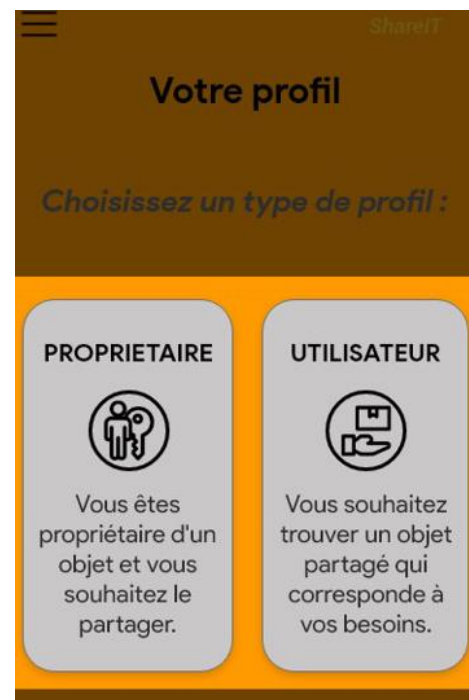 ShareIT
Votre profil
Choisissez un type de profil :
PROPRIETAIRE
Vous êtes
propriétaire d'un
objet et vous
souhaitez le
partager.
UTILISATEUR
Vous souhaitez
trouver un objet
partagé qui
corresponde à
vos besoins.